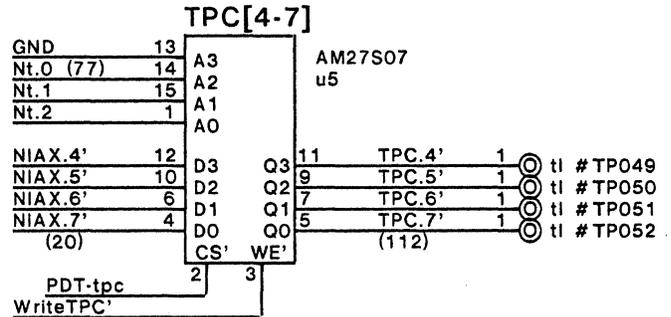 TPC[4-7]
GND 13 A3 AM27S07
Nt.0 (77) 14 A2 u5
Nt.1 15 A1
Nt.2 1 A0
NIAX.4' 12 D3 Q3 11 TPC.4' 1 tl #TP049
NIAX.5' 10 D2 Q2 9 TPC.5' 1 tl #TP050
NIAX.6' 6 D1 Q1 7 TPC.6' 1 tl #TP051
NIAX.7' 4 D0 Q0 5 TPC.7' 1 tl #TP052
(20) CS' WE' (112)
PDT-tpc 2 3
WriteTPC'